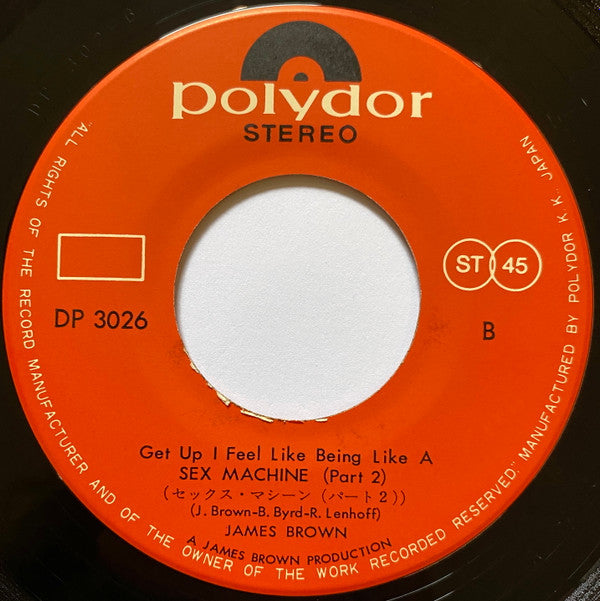 polydor
STEREO
ST 45
DP 3026
B
Get Up I Feel Like Being Like A
SEX MACHINE (Part 2)
(セックス・マシーン (パート2))
(J. Brown-B. Byrd-R. Lenhoff)
JAMES BROWN
A JAMES BROWN PRODUCTION
"ALL RIGHTS OF THE RECORD MANUFACTURER AND OF THE OWNER OF THE WORK RECORDED RESERVED." MANUFACTURED BY POLYDOR K. K., JAPAN